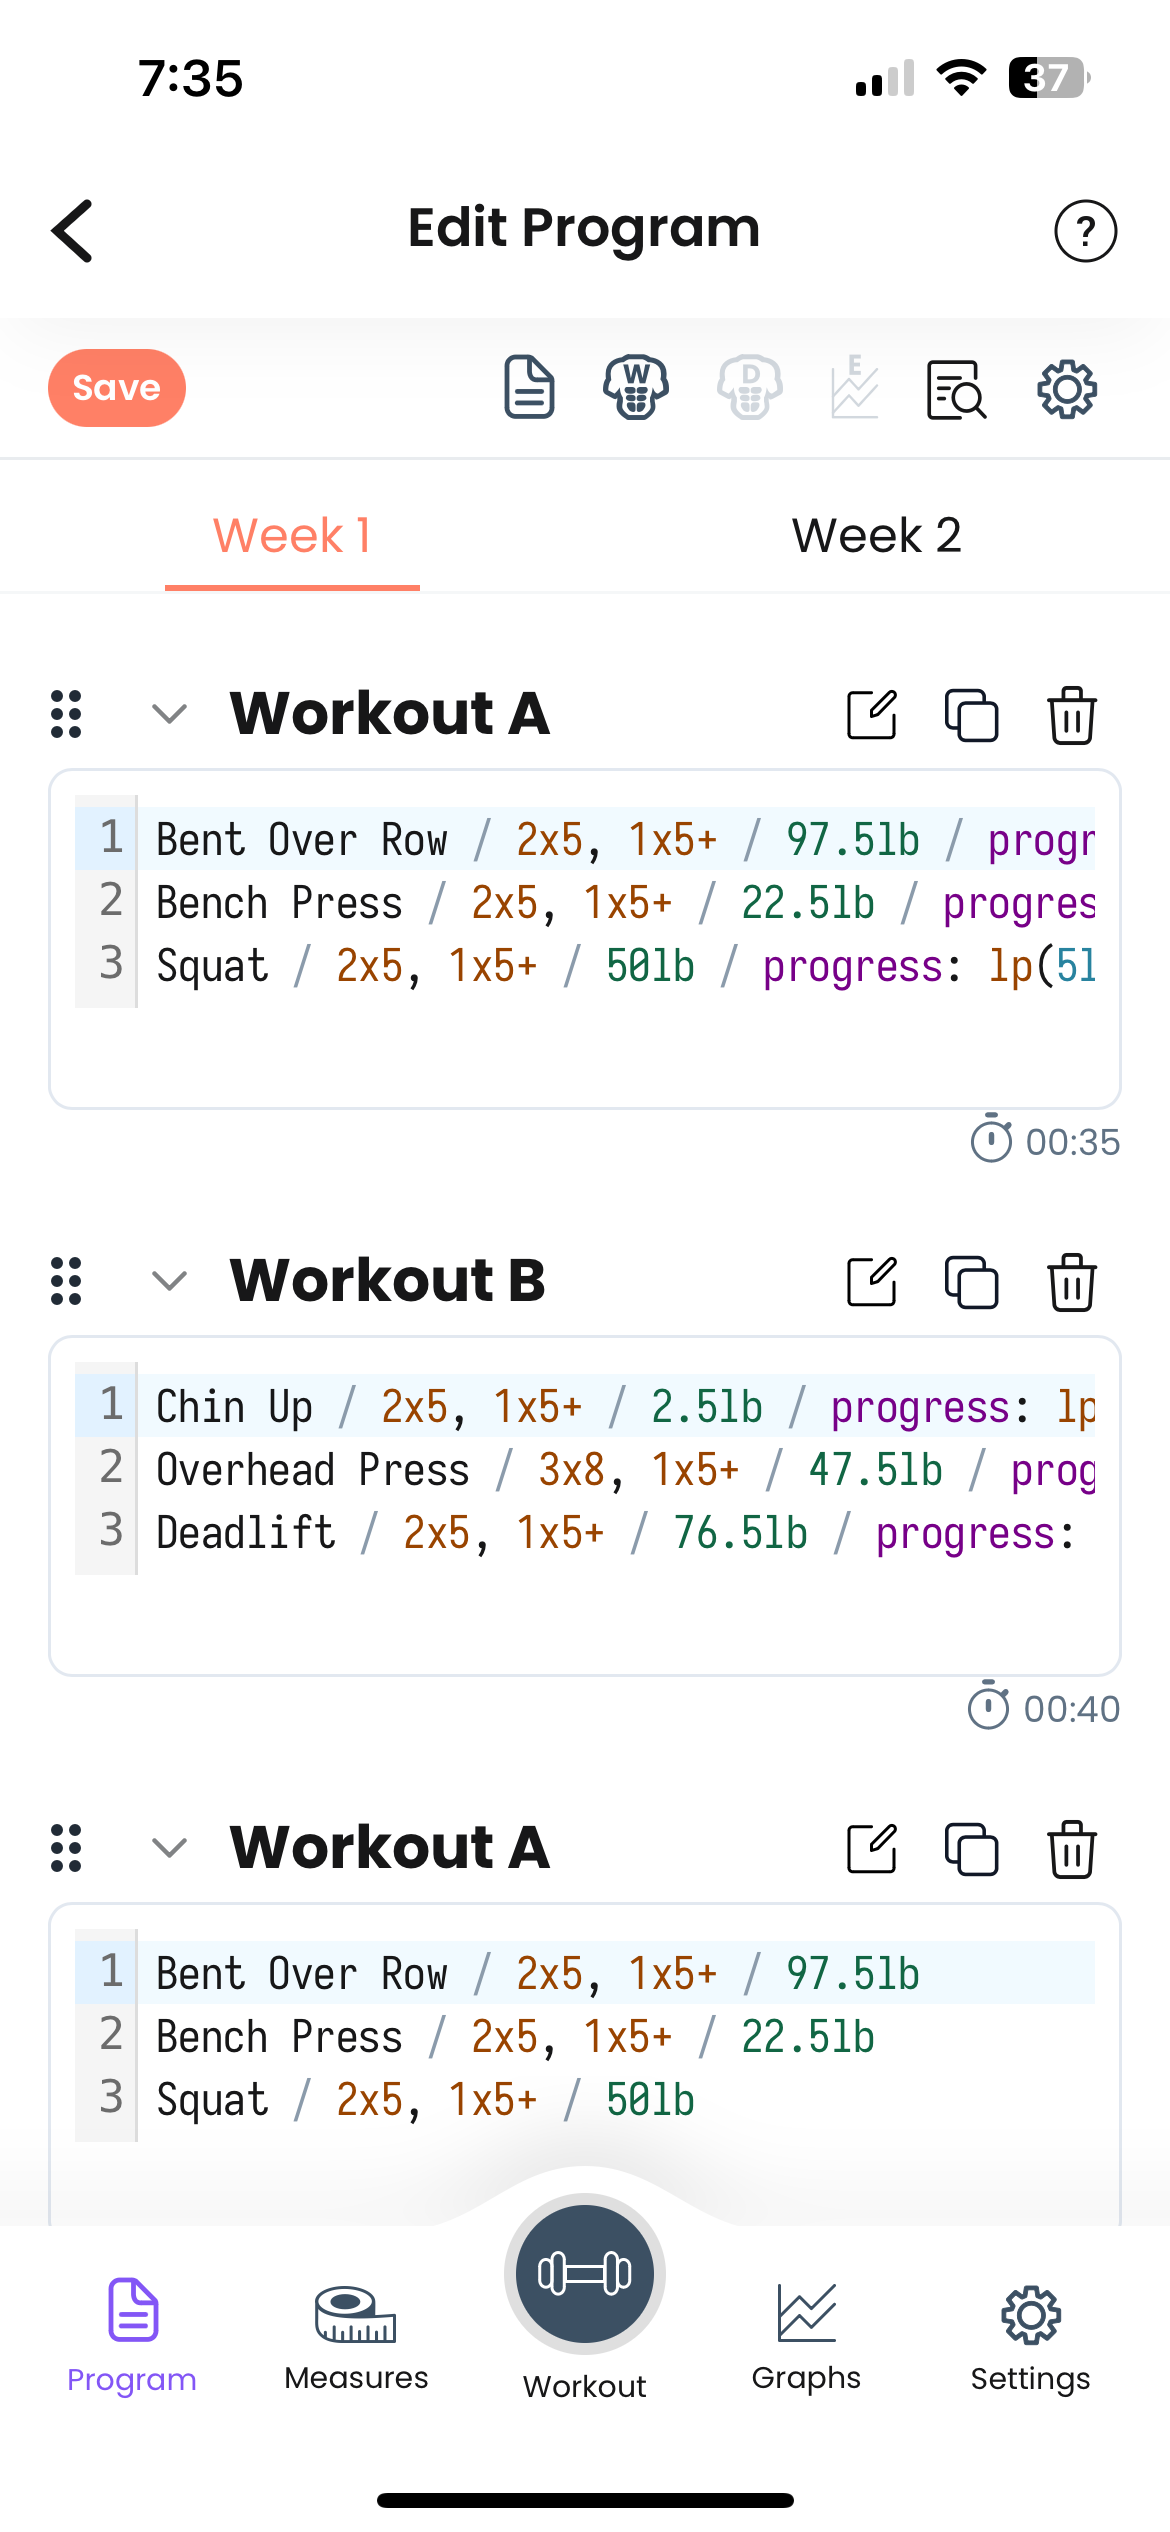 7:35
37
Edit Program
?
Save
W
D
E
Week 1
Week 2
Workout A
1 Bent Over Row / 2x5, 1x5+ / 97.5lb / progr
2 Bench Press / 2x5, 1x5+ / 22.5lb / progres
3 Squat / 2x5, 1x5+ / 50lb / progress: lp(5l
00:35
Workout B
1 Chin Up / 2x5, 1x5+ / 2.5lb / progress: lp
2 Overhead Press / 3x8, 1x5+ / 47.5lb / prog
3 Deadlift / 2x5, 1x5+ / 76.5lb / progress:
00:40
Workout A
1 Bent Over Row / 2x5, 1x5+ / 97.5lb
2 Bench Press / 2x5, 1x5+ / 22.5lb
3 Squat / 2x5, 1x5+ / 50lb
Program
Measures
Workout
Graphs
Settings